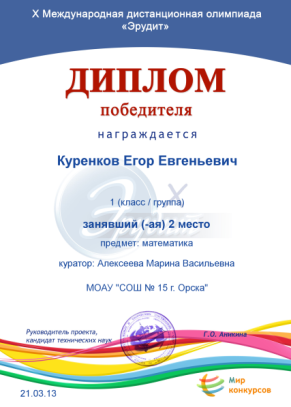 X Международная дистанционная олимпиада
«Эрудит»
ДИПЛОМ
победителя
награждается
Куренков Егор Евгеньевич
X
Эрудит
1 (класс / группа)
занявший (-ая) 2 место
предмет: математика
куратор: Алексеева Марина Васильевна
МОАУ "СОШ № 15 г. Орска"
Руководитель проекта,
кандидат технических наук
Г.О. Аникина
21.03.13
Мир
конкурсов